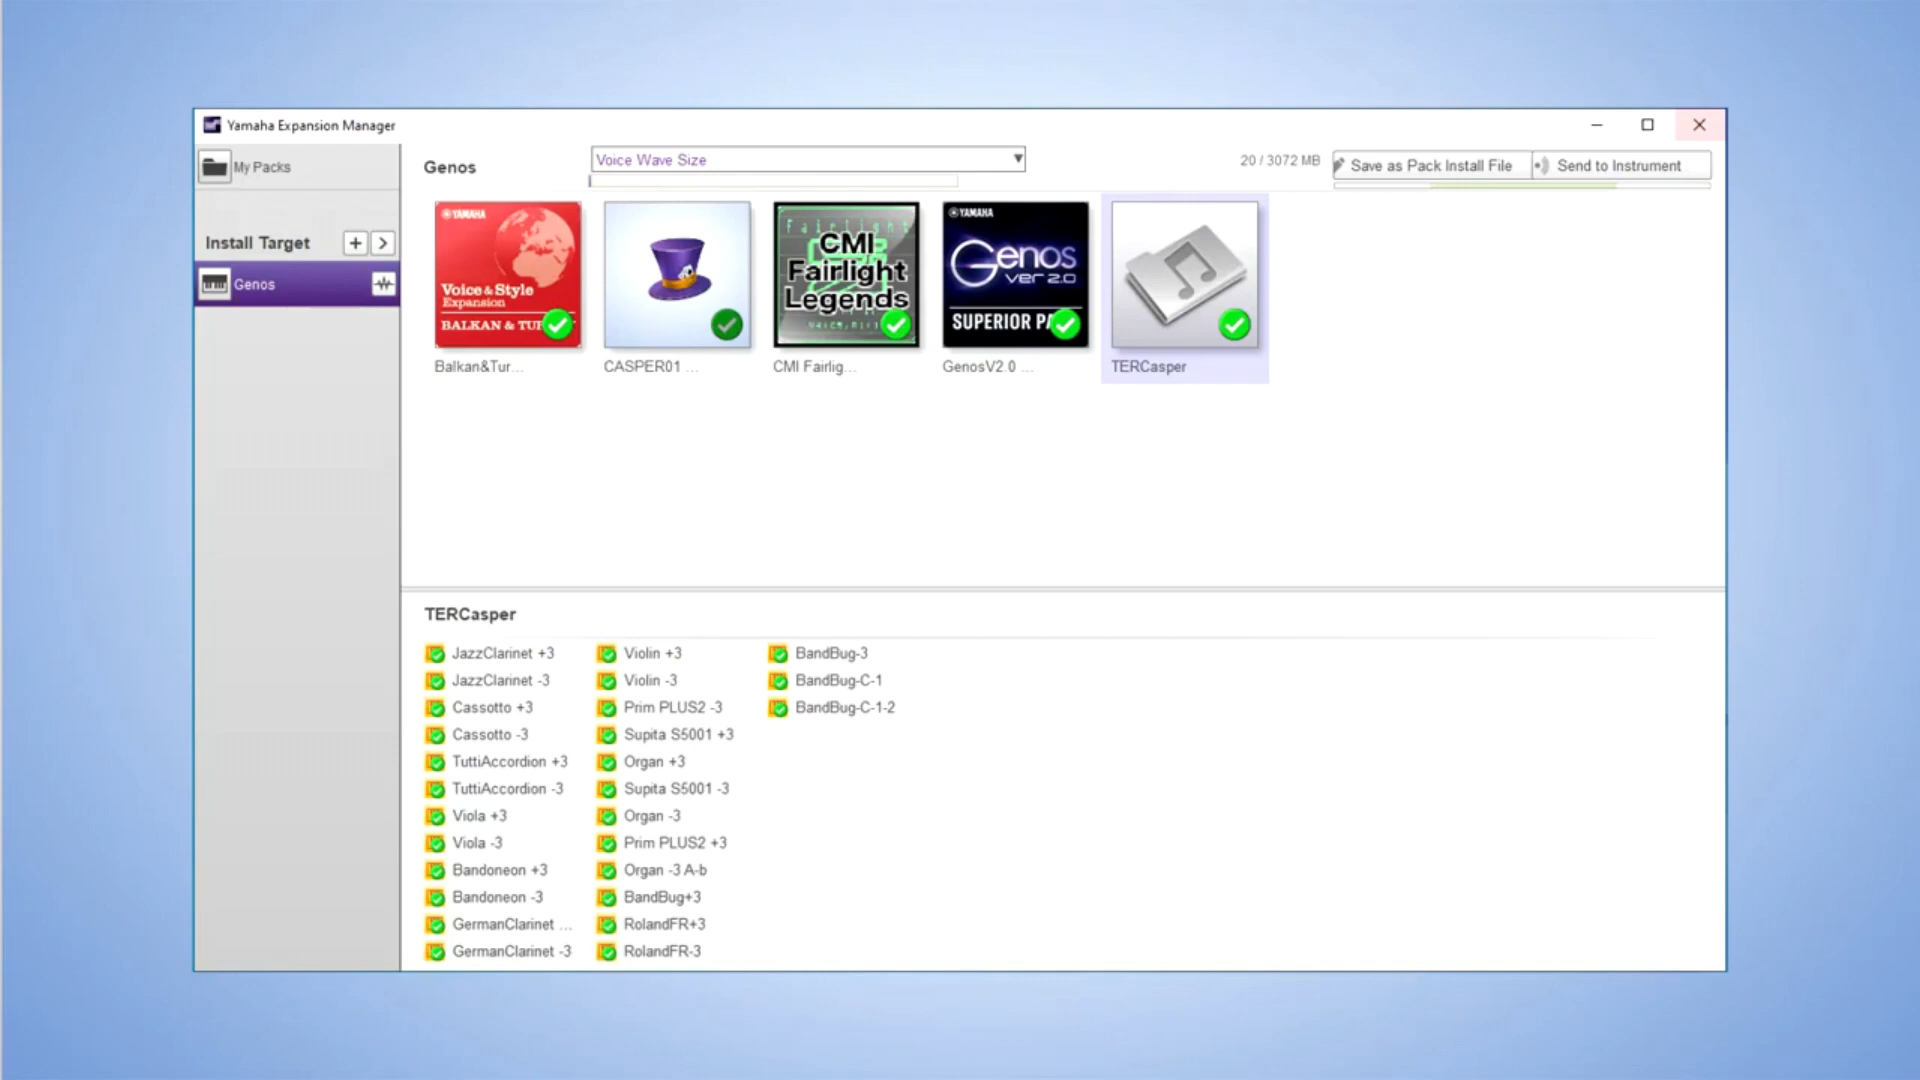 Yamaha Expansion Manager
My Packs
Genos
Voice Wave Size
20 / 3072 MB
Save as Pack Install File
Send to Instrument
Install Target
Genos
YAMAHA
Voice & Style
Expansion
BALKAN & TUR
Fairlight
CMI
Fairlight
Legends
YAMAHA
Genos
ver 2.0
SUPERIOR PA
Balkan&Tur...
CASPER01 ...
CMI Fairlig...
GenosV2.0 ...
TERCasper
TERCasper
JazzClarinet +3
JazzClarinet -3
Cassotto +3
Cassotto -3
TuttiAccordion +3
TuttiAccordion -3
Viola +3
Viola -3
Bandoneon +3
Bandoneon -3
GermanClarinet ...
GermanClarinet -3
Violin +3
Violin -3
Prim PLUS2 -3
Supita S5001 +3
Organ +3
Supita S5001 -3
Organ -3
Prim PLUS2 +3
Organ -3 A-b
BandBug+3
RolandFR+3
RolandFR-3
BandBug-3
BandBug-C-1
BandBug-C-1-2